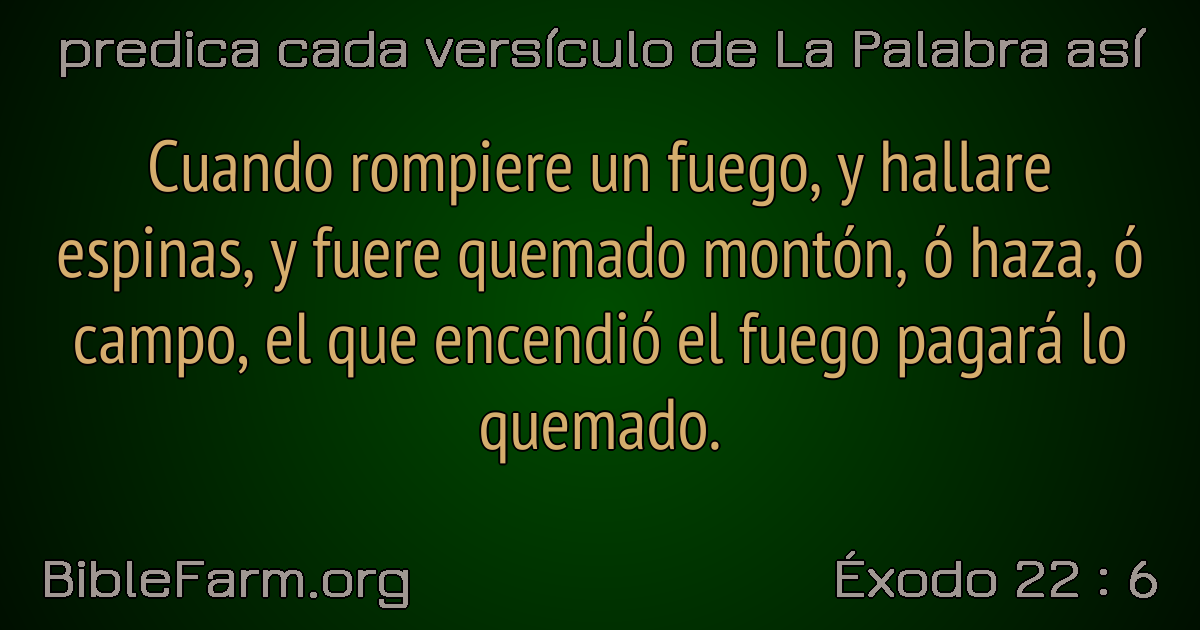 predica cada versículo de La Palabra así
Cuando rompiere un fuego, y hallare
espinas, y fuere quemado montón, ó haza, ó
campo, el que encendió el fuego pagará lo
quemado.
BibleFarm.org
Éxodo 22 : 6